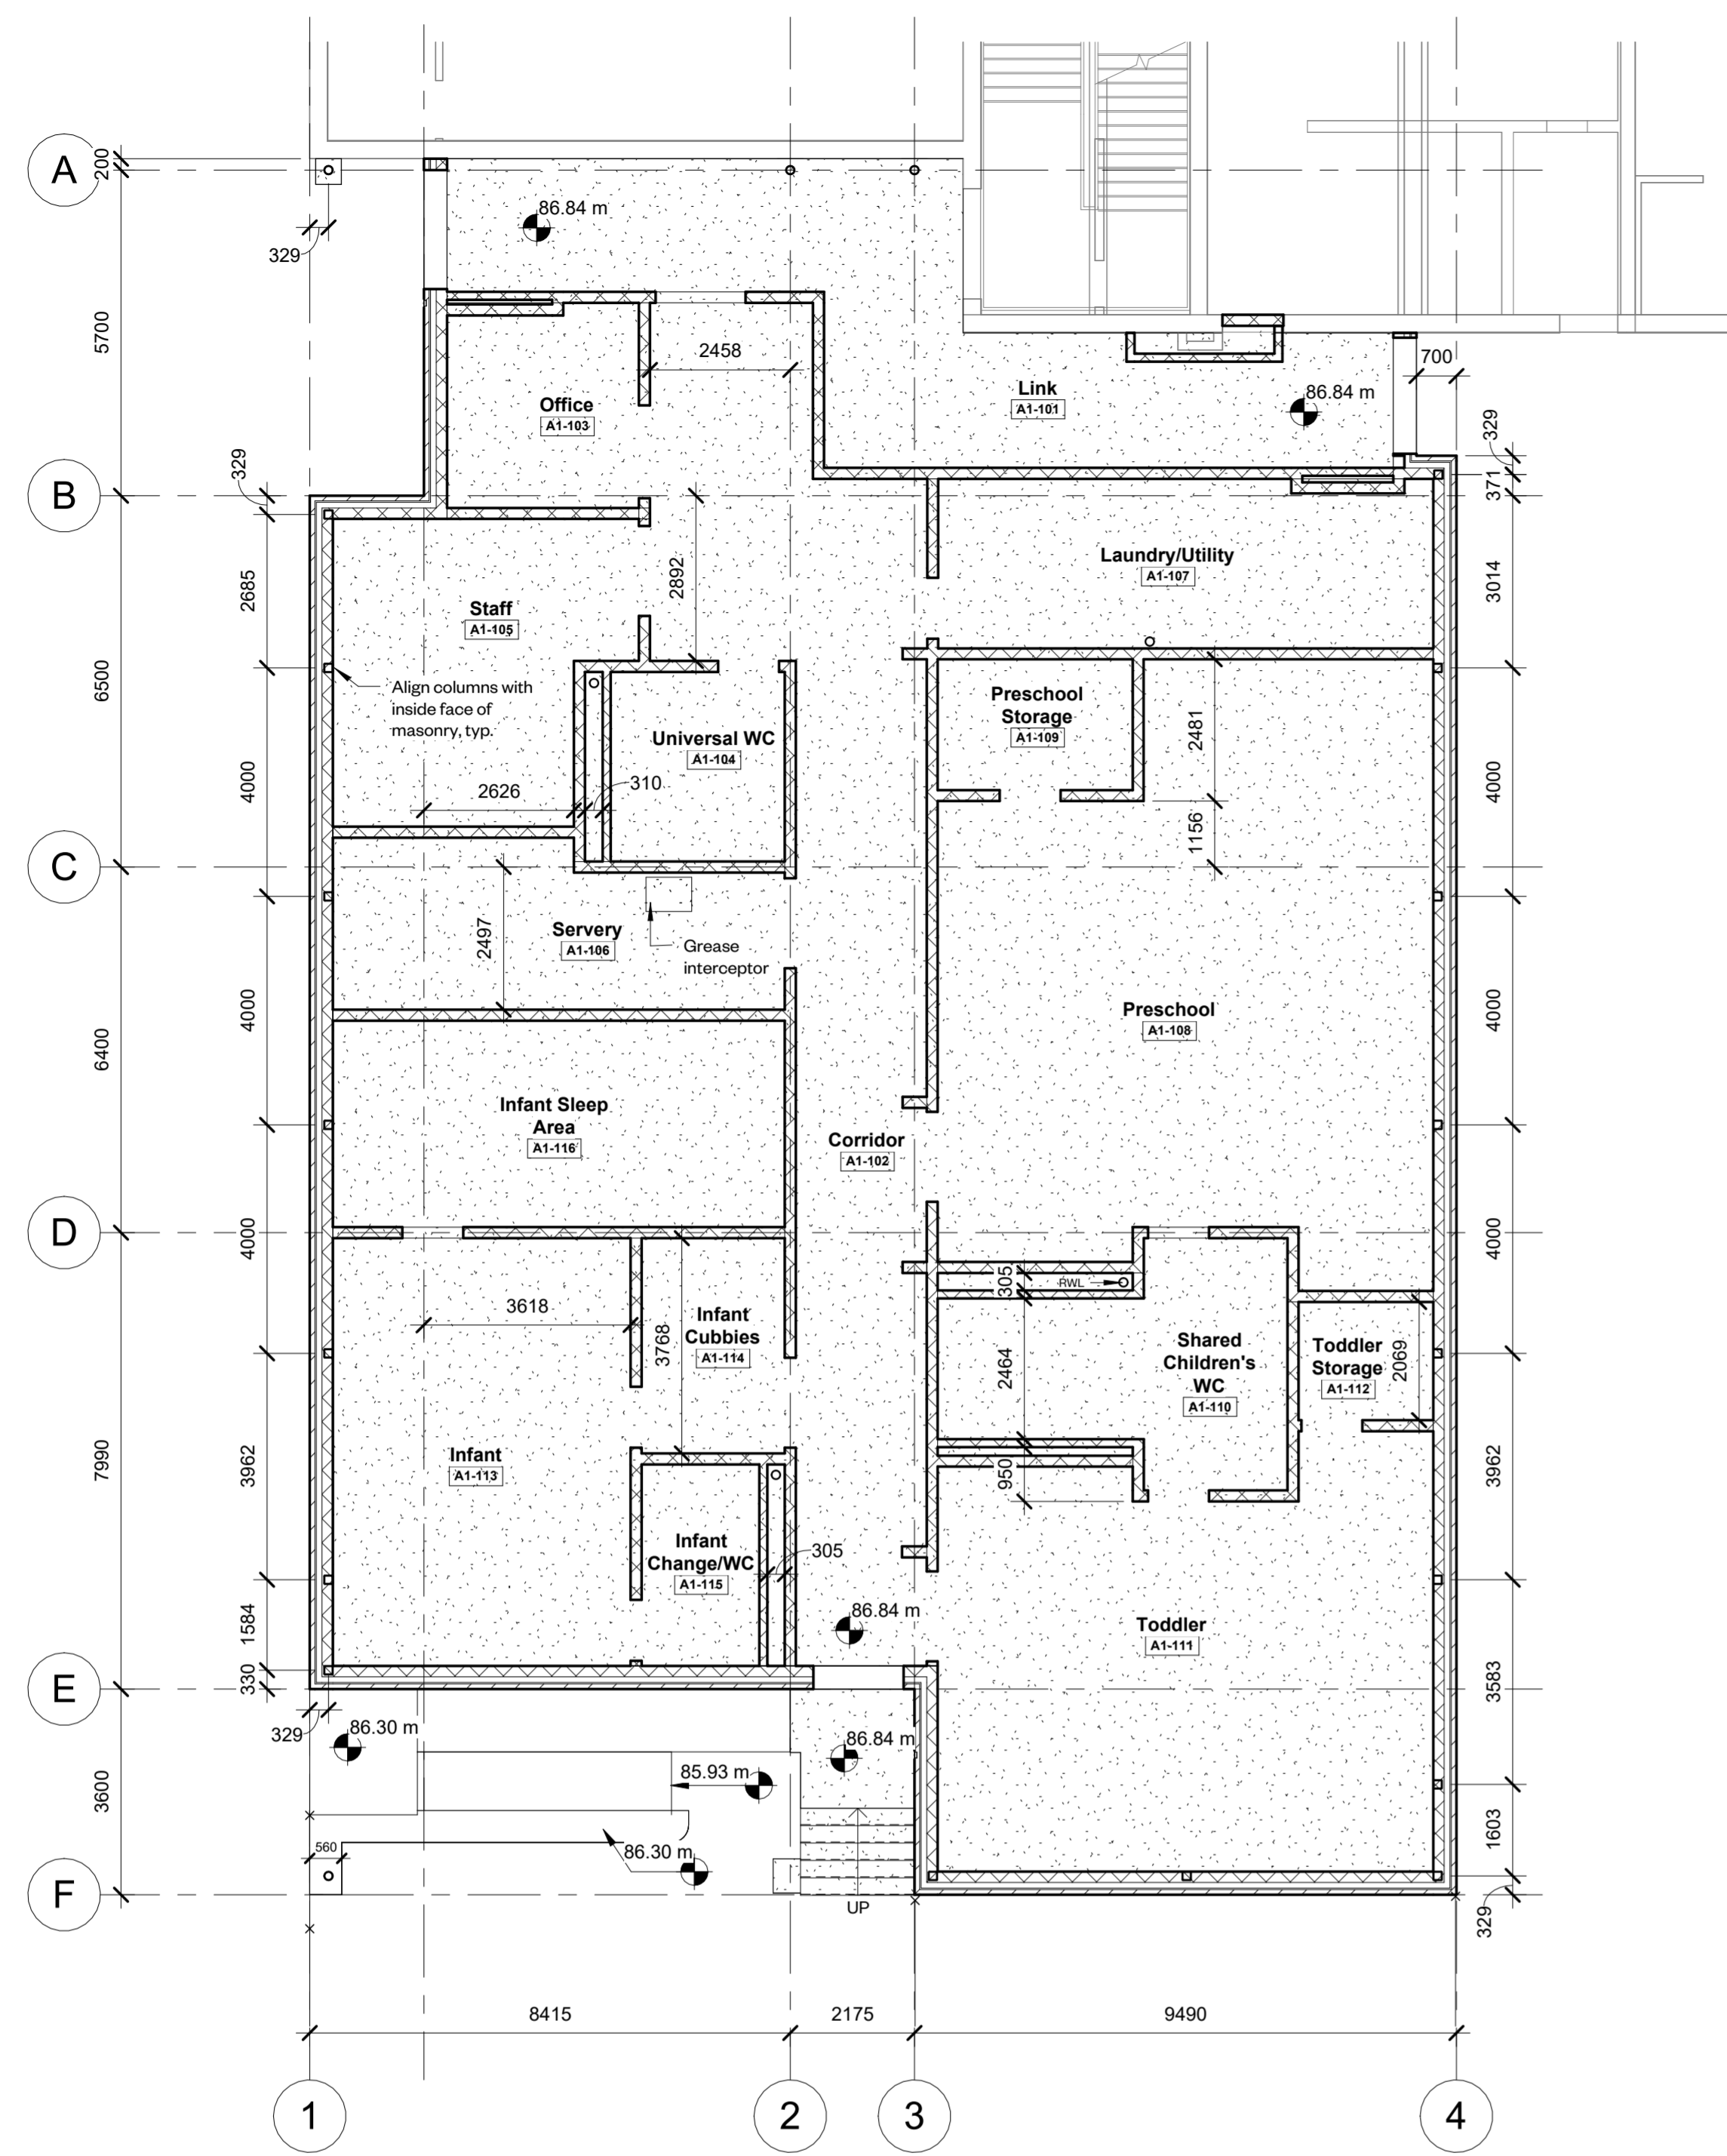 A
200
86.84 m
329
5700
2458
Link
A1-101
86.84 m
700
Office
A1-103
329
329
B
371
2685
2892
Laundry/Utility
A1-107
3014
Staff
A1-105
6500
Align columns with
inside face of
masonry, typ.
Preschool
Storage
A1-109
2481
Universal WC
A1-104
4000
2626
310
4000
1156
C
2497
Servery
A1-106
Grease
interceptor
4000
6400
Preschool
A1-108
4000
Infant Sleep
Area
A1-116
Corridor
A1-102
D
4000
4000
305
RWL
3618
3768
Infant
Cubbies
A1-114
2464
Shared
Children's
WC
A1-110
Toddler
Storage
A1-112
2069
7990
3962
Infant
A1-113
950
3962
Infant
Change/WC
A1-115
305
1584
86.84 m
Toddler
A1-111
330
E
3583
329
86.30 m
86.84 m
85.93 m
3600
560
86.30 m
1603
F
UP
329
8415
2175
9490
1
2
3
4